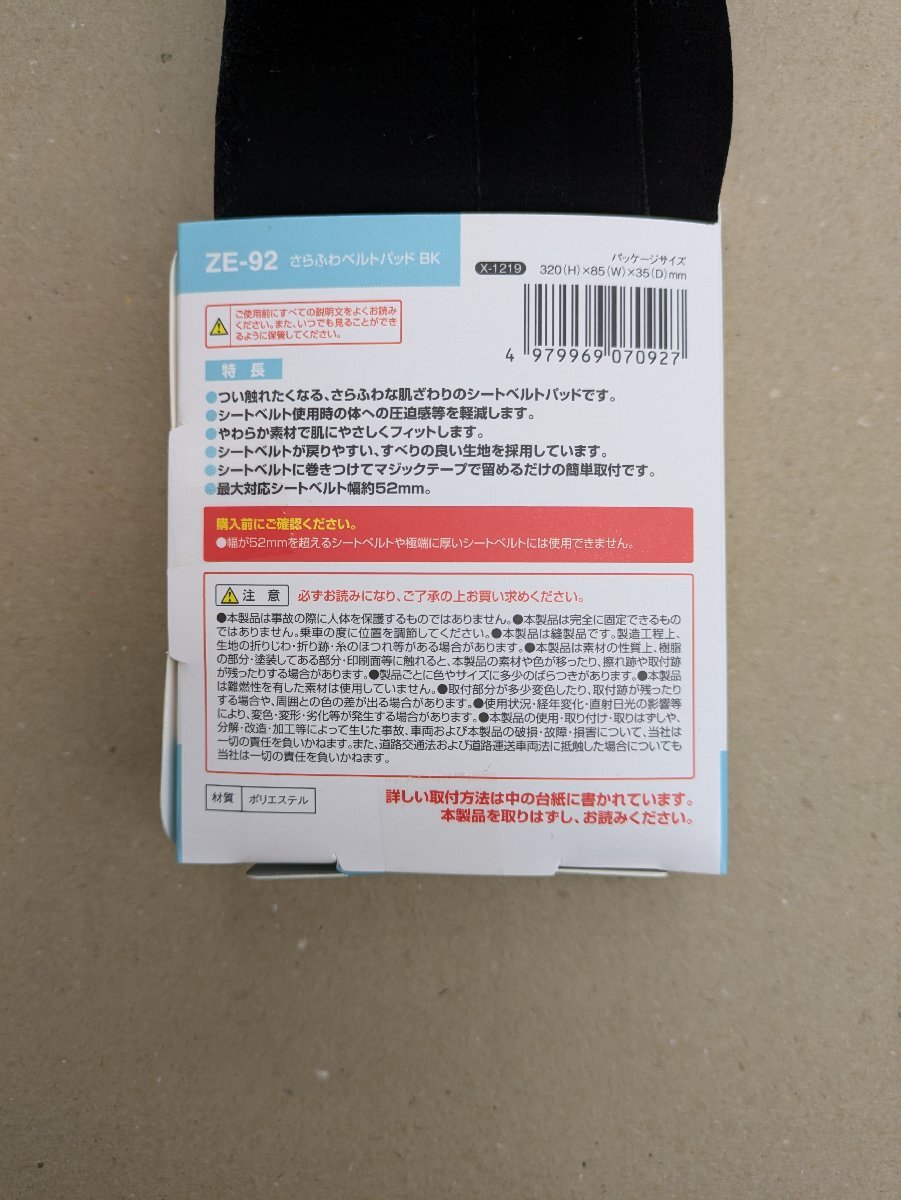 ZE-92 さらふわベルトパッド BK
X-1219
パッケージサイズ
320(H)×85(W)×35(D)mm
4 979969 070927
ご使用前にすべての説明文をよくお読み
ください。また、いつでも見ることができ
るように保管してください。
特 長
●つい触れたくなる、さらふわな肌ざわりのシートベルトパッドです。
●シートベルト使用時の体への圧迫感等を軽減します。
●やわらか素材で肌にやさしくフィットします。
●シートベルトが戻りやすい、すべりの良い生地を採用しています。
●シートベルトに巻きつけてマジックテープで留めるだけの簡単取付です。
●最大対応シートベルト幅約52mm。
購入前にご確認ください。
●幅が52mmを超えるシートベルトや極端に厚いシートベルトには使用できません。
注 意 必ずお読みになり、ご了承の上お買い求めください。
●本製品は事故の際に人体を保護するものではありません。●本製品は完全に固定できるもの
ではありません。乗車の度に位置を調節してください。●本製品は縫製品です。製造工程上、
生地の折りじわ・折り跡・糸のほつれ等がある場合があります。●本製品は素材の性質上、樹脂
の部分・塗装してある部分・印刷面等に触れると、本製品の素材や色が移ったり、擦れ跡や取付跡
が残ったりする場合があります。●製品ごとに色やサイズに多少のばらつきがあります。●本製品
は難燃性を有した素材は使用していません。●取付部分が多少変色したり、取付跡が残ったり
する場合や、周囲との色の差が出る場合があります。●使用状況・経年変化・直射日光の影響等
により、変色・変形・劣化等が発生する場合があります。●本製品の使用・取り付け・取りはずしや、
分解・改造・加工等によって生じた事故、車両および本製品の破損・故障・損害について、当社は
一切の責任を負いかねます。また、道路交通法および道路運送車両法に抵触した場合についても
当社は一切の責任を負いかねます。
材質 ポリエステル
詳しい取付方法は中の台紙に書かれています。
本製品を取りはずし、お読みください。